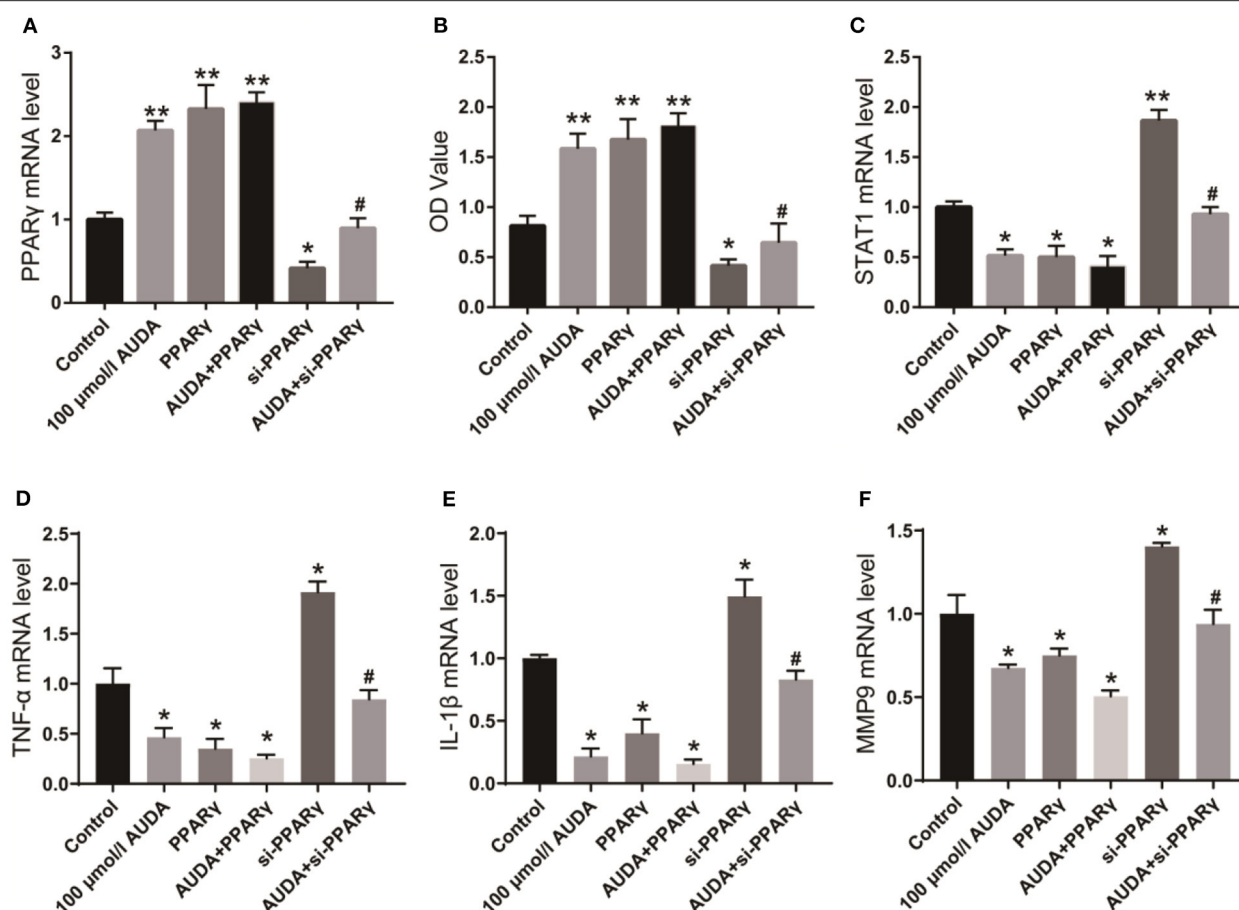 A
PPARγ mRNA level
3
2
1
0
** ** ** * #
Control
100 μmol/l AUDA
PPARγ
AUDA+PPARγ
si-PPARγ
AUDA+si-PPARγ
B
OD Value
2.5
2.0
1.5
1.0
0.5
0.0
** ** ** * #
Control
100 μmol/l AUDA
PPARγ
AUDA+PPARγ
si-PPARγ
AUDA+si-PPARγ
C
STAT1 mRNA level
2.5
2.0
1.5
1.0
0.5
0.0
* * * ** #
Control
100 μmol/l AUDA
PPARγ
AUDA+PPARγ
si-PPARγ
AUDA+si-PPARγ
D
TNF-α mRNA level
2.5
2.0
1.5
1.0
0.5
0.0
* * * * #
Control
100 μmol/l AUDA
PPARγ
AUDA+PPARγ
si-PPARγ
AUDA+si-PPARγ
E
IL-1β mRNA level
2.0
1.5
1.0
0.5
0.0
* * * * #
Control
100 μmol/l AUDA
PPARγ
AUDA+PPARγ
si-PPARγ
AUDA+si-PPARγ
F
MMP9 mRNA level
1.5
1.0
0.5
0.0
* * * * #
Control
100 μmol/l AUDA
PPARγ
AUDA+PPARγ
si-PPARγ
AUDA+si-PPARγ